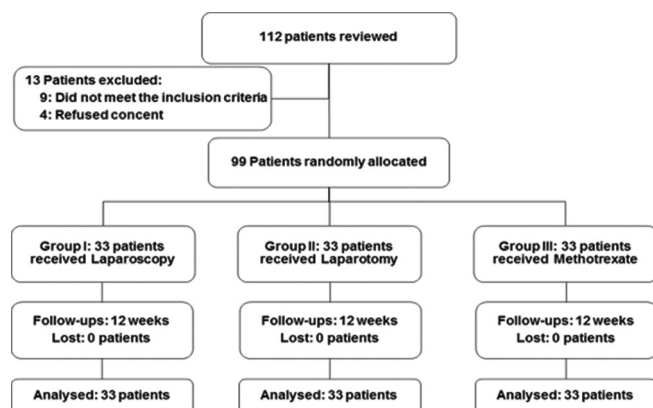 112 patients reviewed
13 Patients excluded:
9: Did not meet the inclusion criteria
4: Refused concent
99 Patients randomly allocated
Group I: 33 patients
received Laparoscopy
Group II: 33 patients
received Laparotomy
Group III: 33 patients
received Methotrexate
Follow-ups: 12 weeks
Lost: 0 patients
Follow-ups: 12 weeks
Lost: 0 patients
Follow-ups: 12 weeks
Lost: 0 patients
Analysed: 33 patients
Analysed: 33 patients
Analysed: 33 patients